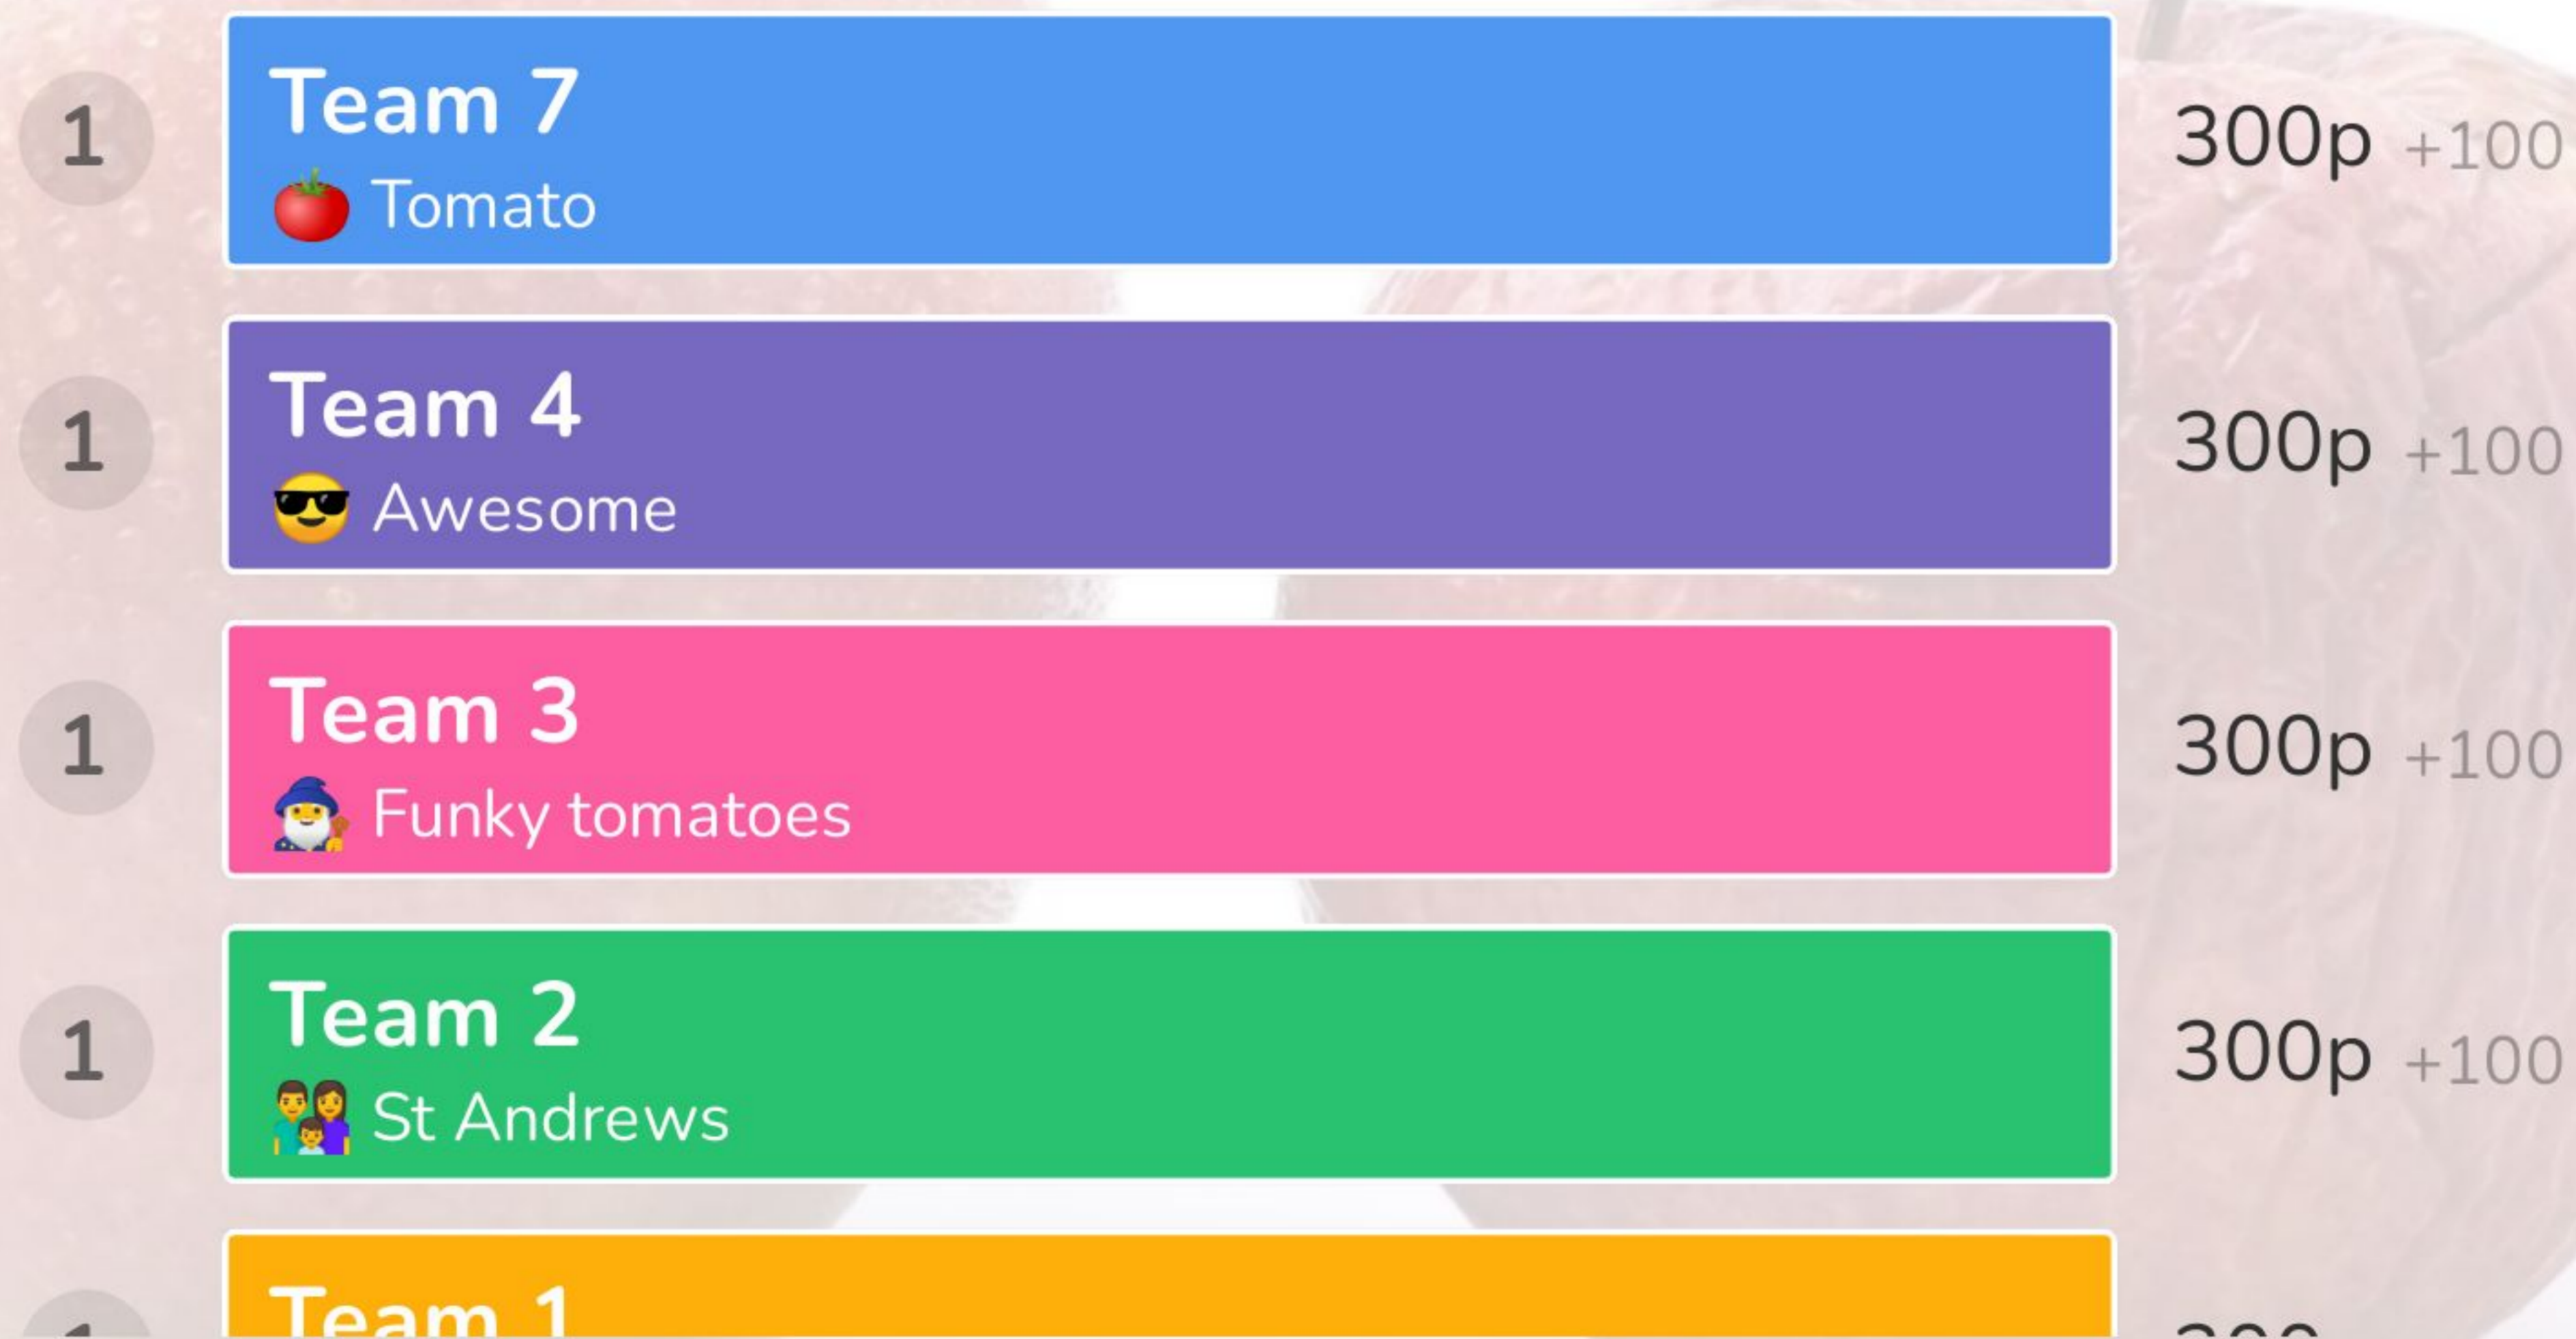 1
Team 7
Tomato
300p +100
1
Team 4
Awesome
300p +100
1
Team 3
Funky tomatoes
300p +100
1
Team 2
St Andrews
300p +100
Team 1